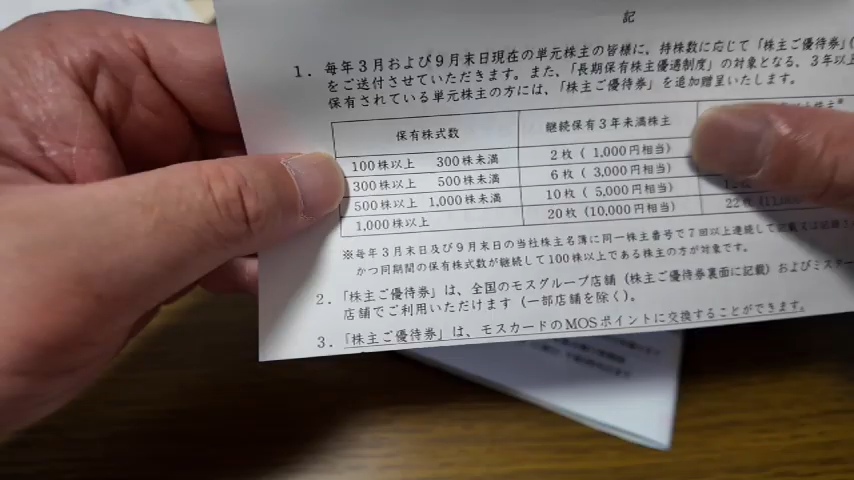 記
1. 毎年3月および9月末日現在の単元株主の皆様に、持株数に応じて「株主ご優待券」(
をご送付させていただきます。また、「長期保有株主優遇制度」の対象となる、3年以上
保有されている単元株主の方には、「株主ご優待券」を追加贈呈いたします。
保有株式数 継続保有3年未満株主
100株以上 300株未満 2枚( 1,000円相当)
300株以上 500株未満 6枚( 3,000円相当)
500株以上 1,000株未満 10枚( 5,000円相当)
1,000株以上 20枚(10,000円相当) 22枚
※毎年3月末日及び9月末日の当社株主名簿に同一株主番号で7回以上連続して記載又は記録さ
かつ同期間の保有株式数が継続して100株以上である株主の方が対象です。
2. 「株主ご優待券」は、全国のモスグループ店舗(株主ご優待券裏面に記載)およびミスター
店舗でご利用いただけます(一部店舗を除く)。
3. 「株主ご優待券」は、モスカードのMOSポイントに交換することができます。